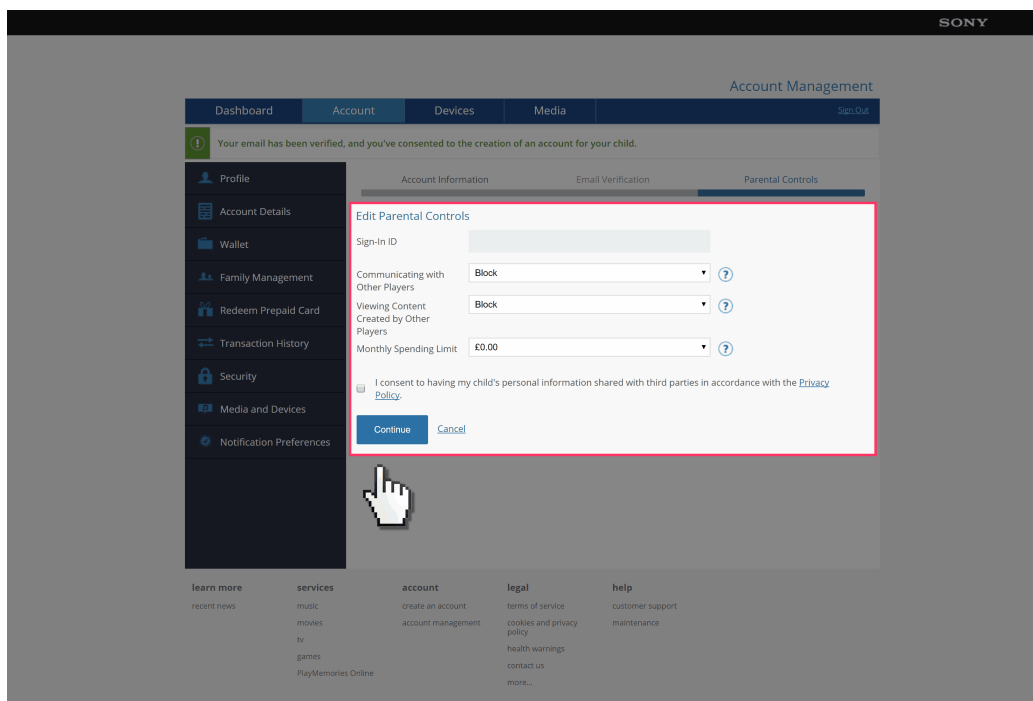 SONY
Account Management
Dashboard Account Devices Media Sign Out
Your email has been verified, and you've consented to the creation of an account for your child.
Profile
Account Details
Wallet
Family Management
Redeem Prepaid Card
Transaction History
Security
Media and Devices
Notification Preferences
Account Information Email Verification Parental Controls
Edit Parental Controls
Sign-In ID
Communicating with
Other Players
Block
?
Viewing Content
Created by Other
Players
Block
?
Monthly Spending Limit £0.00 ?
I consent to having my child's personal information shared with third parties in accordance with the Privacy
Policy.
Continue Cancel
learn more
recent news
services
music
movies
tv
games
PlayMemories Online
account
create an account
account management
legal
terms of service
cookies and privacy
policy
health warnings
contact us
more...
help
customer support
maintenance